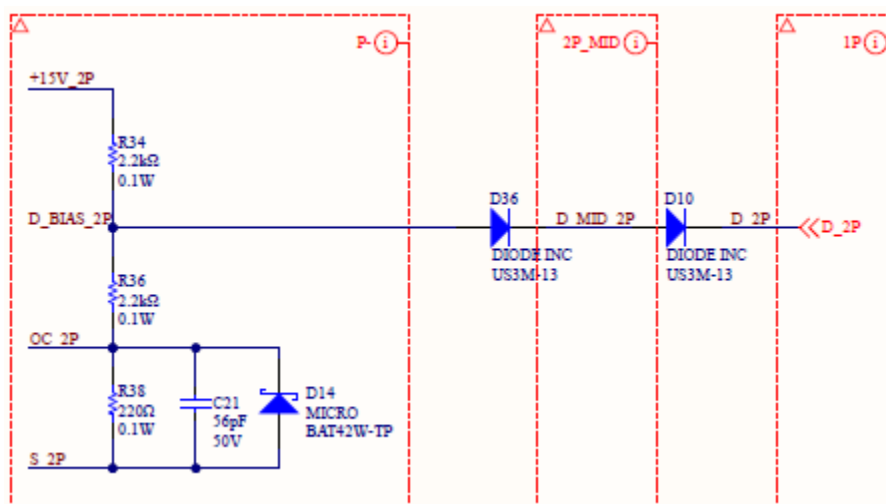 P- i
2P_MID i
1P i
+15V_2P
R34
2.2kΩ
0.1W
D_BIAS_2P
D36
D_MID_2P
D10
D_2P
D_2P
DIODE INC
US3M-13
DIODE INC
US3M-13
R36
2.2kΩ
0.1W
OC_2P
R38
220Ω
0.1W
C21
56pF
50V
D14
MICRO
BAT42W-TP
S_2P